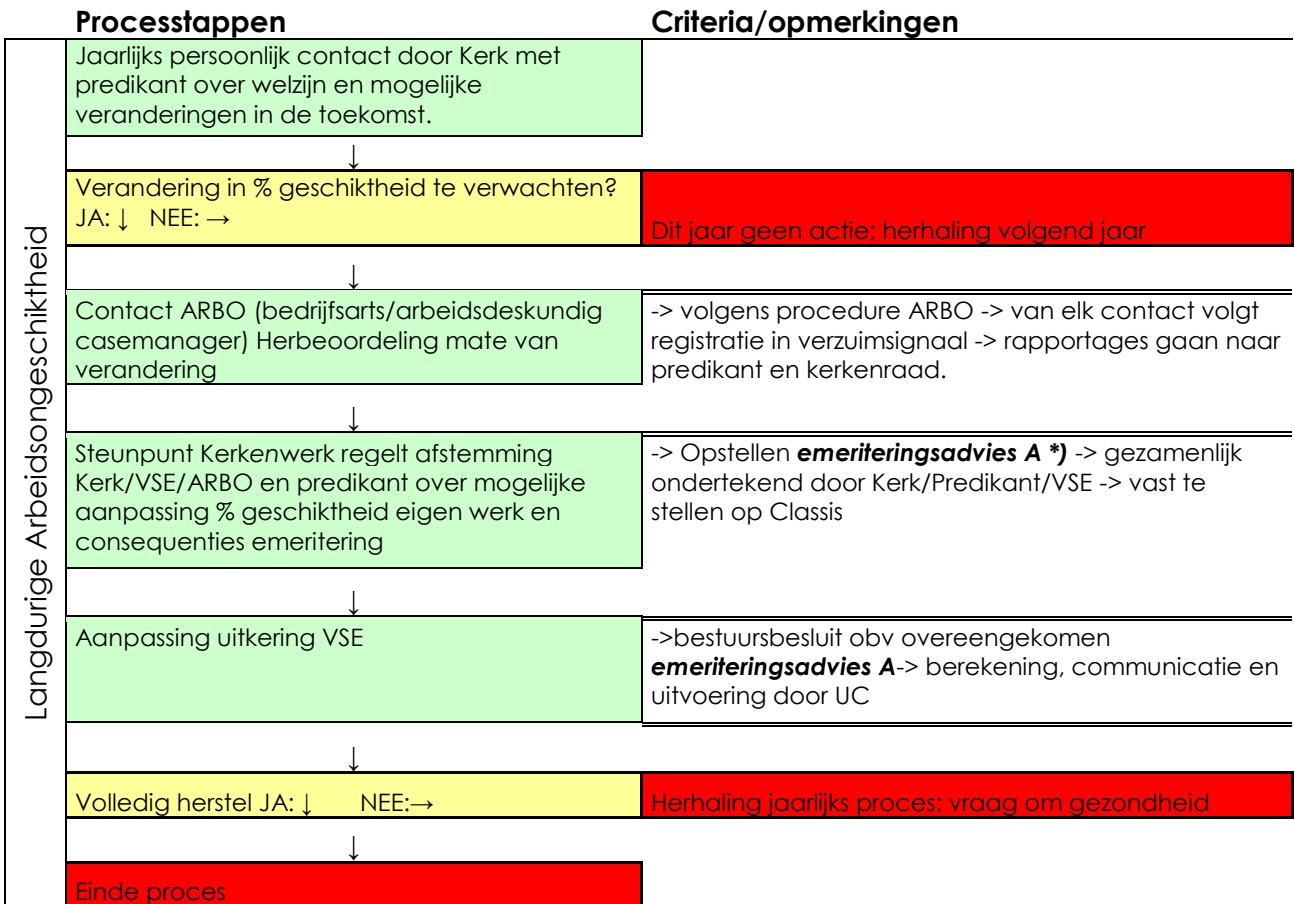 Processtappen
Criteria/opmerkingen
Langdurige Arbeidsongeschiktheid
Jaarlijks persoonlijk contact door Kerk met
predikant over welzijn en mogelijke
veranderingen in de toekomst.
↓
Verandering in % geschiktheid te verwachten?
JA: ↓ NEE: →
Dit jaar geen actie; herhaling volgend jaar
↓
Contact ARBO (bedrijfsarts/arbeidsdeskundig
casemanager) Herbeoordeling mate van
verandering
-> volgens procedure ARBO -> van elk contact volgt
registratie in verzuimsignaal -> rapportages gaan naar
predikant en kerkenraad.
↓
Steunpunt Kerkenwerk regelt afstemming
Kerk/VSE/ARBO en predikant over mogelijke
aanpassing % geschiktheid eigen werk en
consequenties emeritering
-> Opstellen emeriteringsadvies A *) -> gezamenlijk
ondertekend door Kerk/Predikant/VSE -> vast te
stellen op Classis
↓
Aanpassing uitkering VSE
->bestuursbesluit obv overeengekomen
emeriteringsadvies A-> berekening, communicatie en
uitvoering door UC
↓
Volledig herstel JA: ↓ NEE:→
Herhaling jaarlijks proces: vraag om gezondheid
↓
Einde proces